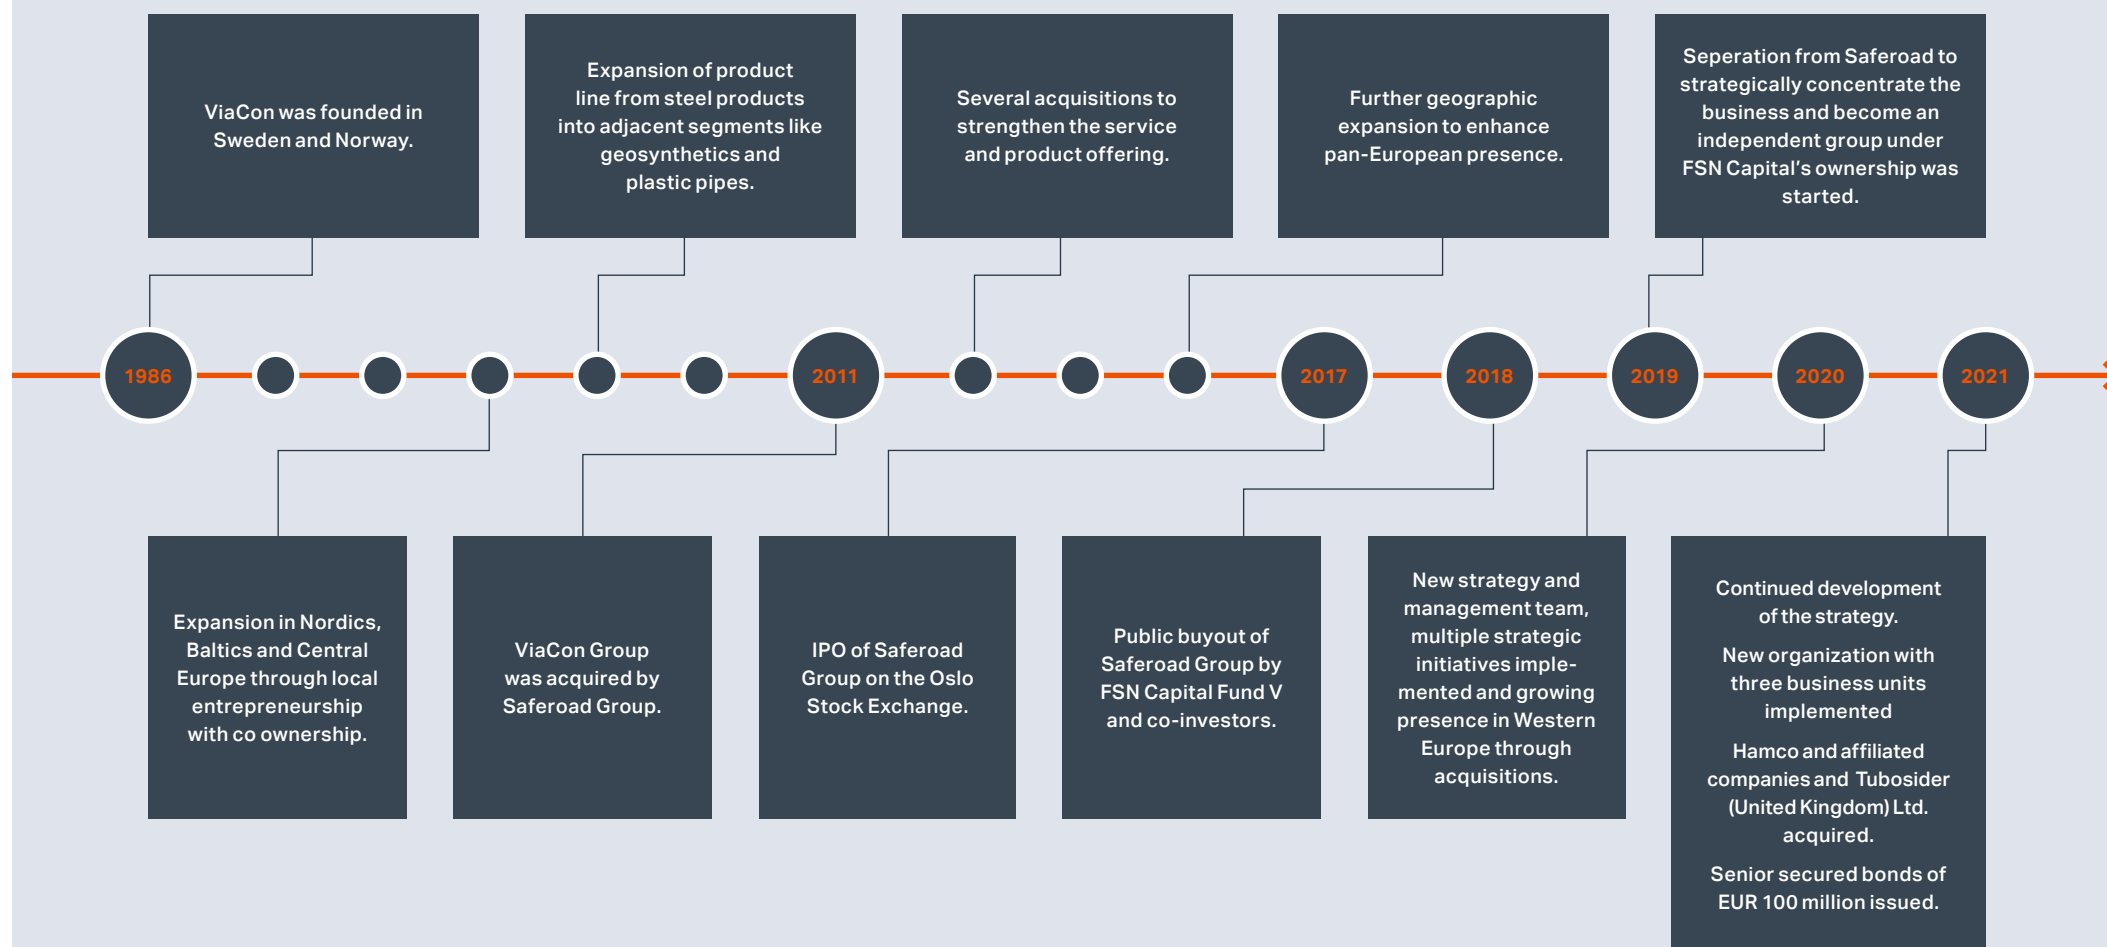 ViaCon was founded in
Sweden and Norway.
Expansion of product
line from steel products
into adjacent segments like
geosynthetics and
plastic pipes.
Several acquisitions to
strengthen the service
and product offering.
Further geographic
expansion to enhance
pan-European presence.
Seperation from Saferoad to
strategically concentrate the
business and become an
independent group under
FSN Capital's ownership was
started.
1986
2011
2017
2018
2019
2020
2021
Expansion in Nordics,
Baltics and Central
Europe through local
entrepreneurship
with co ownership.
ViaCon Group
was acquired by
Saferoad Group.
IPO of Saferoad
Group on the Oslo
Stock Exchange.
Public buyout of
Saferoad Group by
FSN Capital Fund V
and co-investors.
New strategy and
management team,
multiple strategic
initiatives imple-
mented and growing
presence in Western
Europe through
acquisitions.
Continued development
of the strategy.
New organization with
three business units
implemented
Hamco and affiliated
companies and Tubosider
(United Kingdom) Ltd.
acquired.
Senior secured bonds of
EUR 100 million issued.